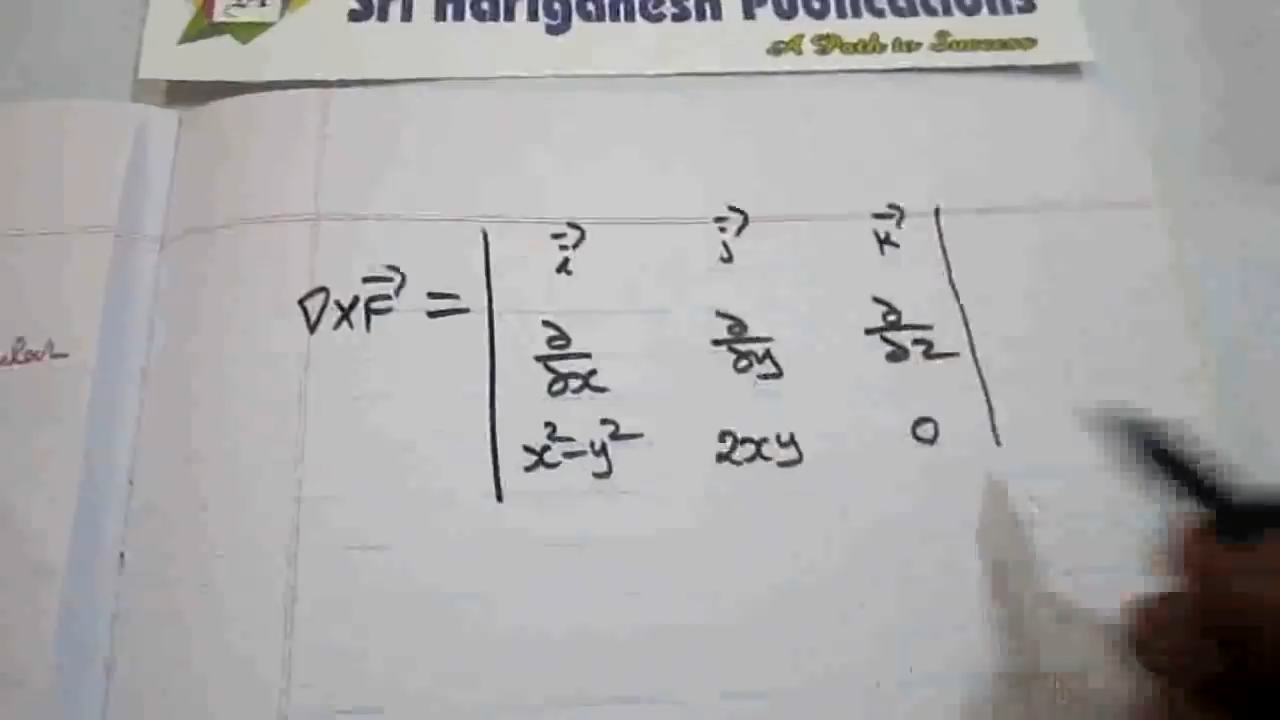 Sri Hariganesh Publications
A Path to Success
∇×F⃗ = | i⃗ j⃗ k⃗ |
∂/∂x ∂/∂y ∂/∂z
x²-y² 2xy 0